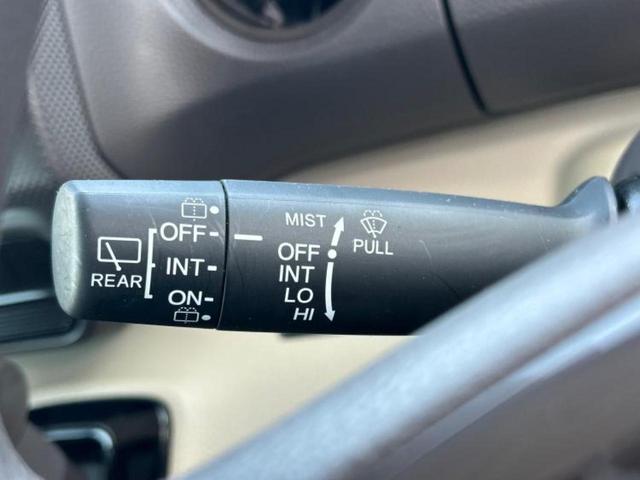 REAR
OFF
INT
ON
MIST
OFF
INT
LO
HI
PULL